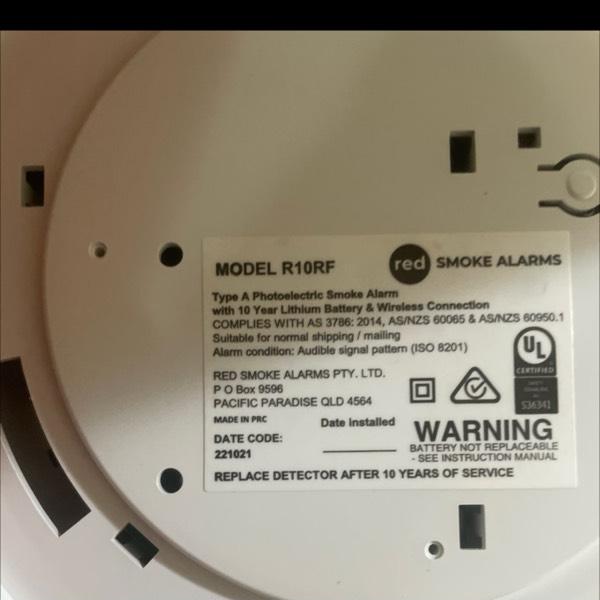 MODEL R10RF
red SMOKE ALARMS
Type A Photoelectric Smoke Alarm
with 10 Year Lithium Battery & Wireless Connection
COMPLIES WITH AS 3786: 2014, AS/NZS 60065 & AS/NZS 60950.1
Suitable for normal shipping / mailing
Alarm condition: Audible signal pattern (ISO 8201)
UL
CERTIFIED
S36341
RED SMOKE ALARMS PTY. LTD.
P O Box 9596
PACIFIC PARADISE QLD 4564
MADE IN PRC
Date Installed
DATE CODE:
221021
WARNING
BATTERY NOT REPLACEABLE
- SEE INSTRUCTION MANUAL
REPLACE DETECTOR AFTER 10 YEARS OF SERVICE